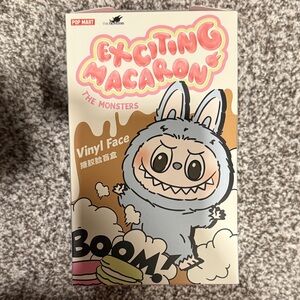 POP MART
EXCITING
MACARON
THE MONSTERS
Vinyl Face
搪胶脸盲盒
BOOM!